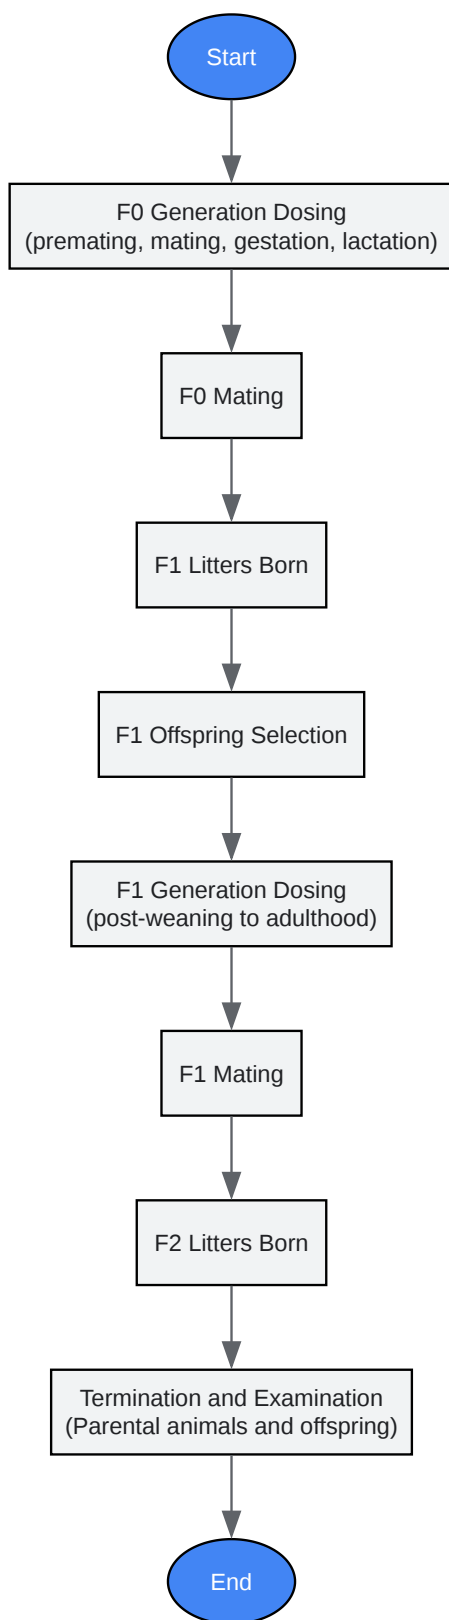 Start
F0 Generation Dosing
(premating, mating, gestation, lactation)
F0 Mating
F1 Litters Born
F1 Offspring Selection
F1 Generation Dosing
(post-weaning to adulthood)
F1 Mating
F2 Litters Born
Termination and Examination
(Parental animals and offspring)
End